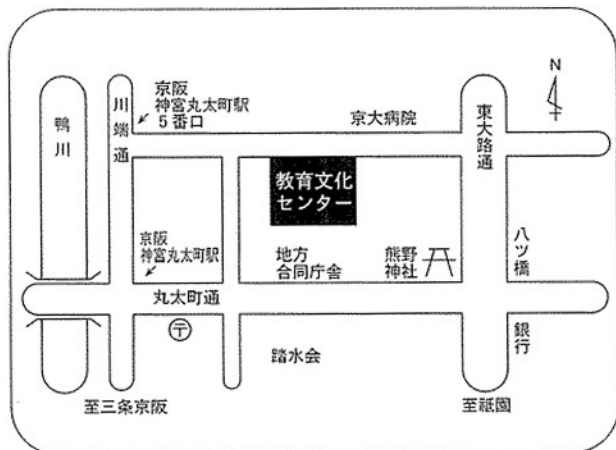 京阪
神宮丸太町駅
5番口
川端通
鴨川
京大病院
東大路通
N
教育文化
センター
京阪
神宮丸太町駅
地方
合同庁舎
熊野
神社
八ツ橋
丸太町通
〒
踏水会
銀行
至三条京阪
至祇園